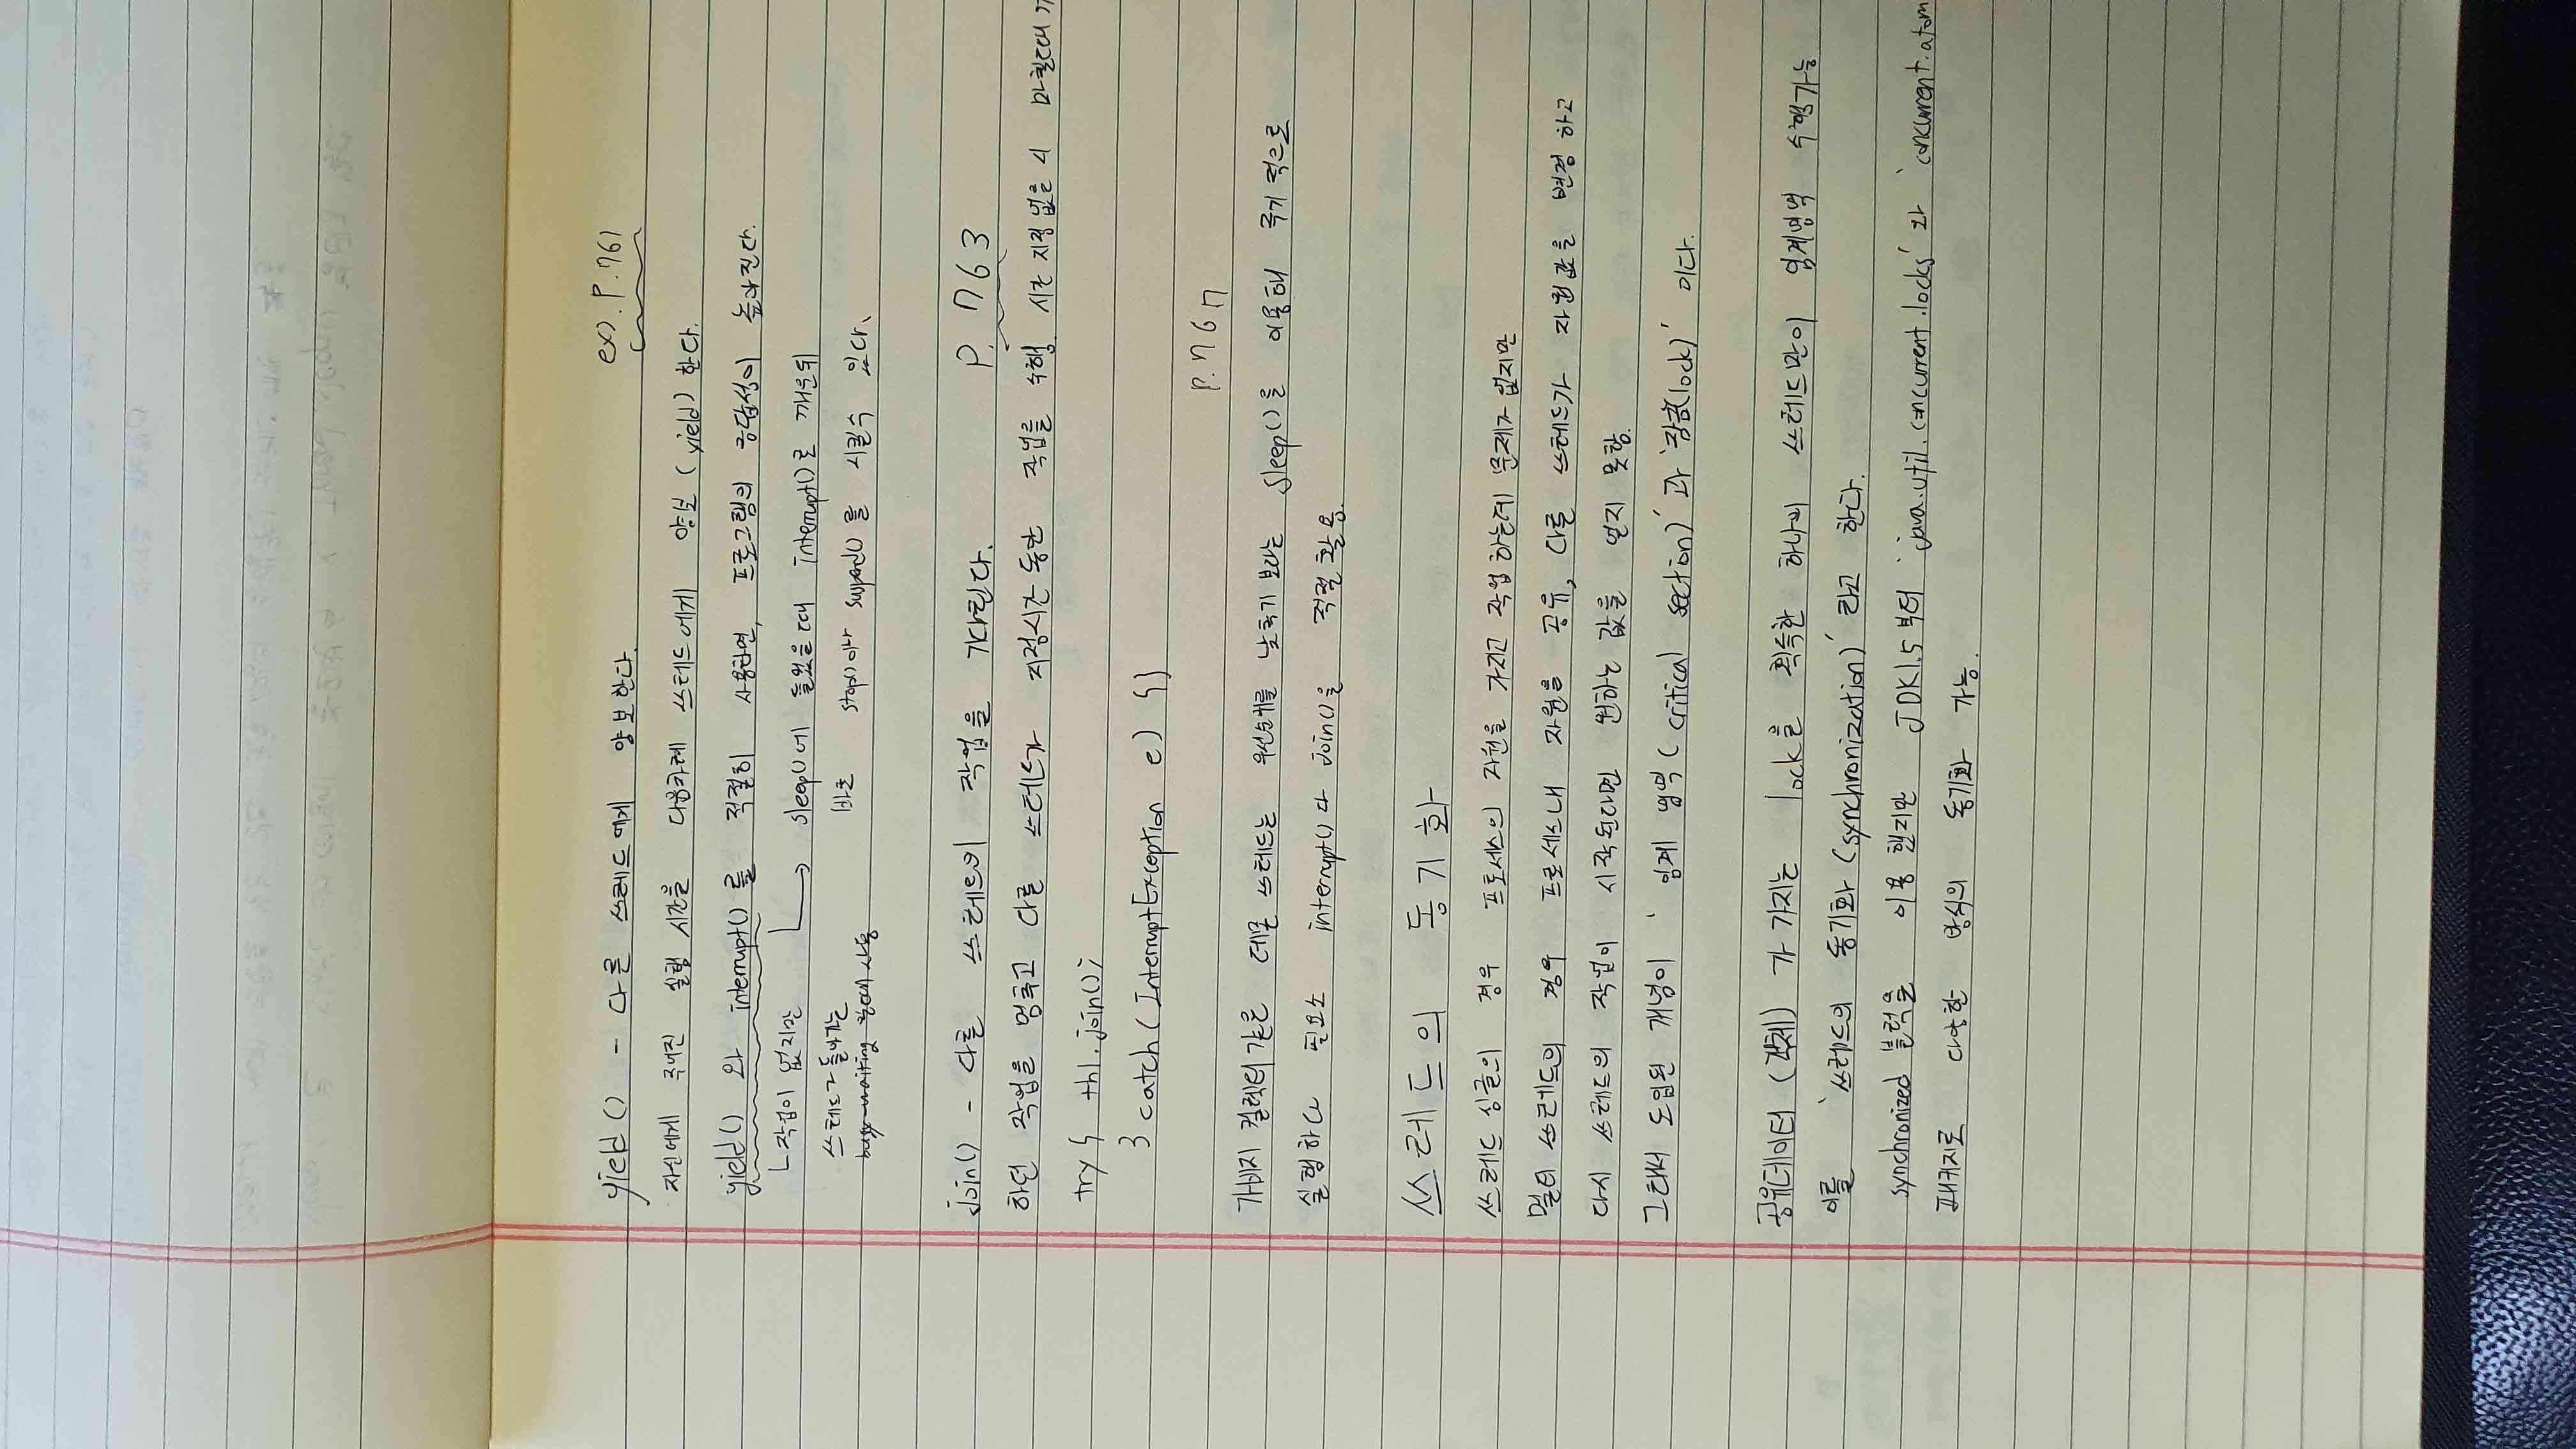 yield() - 다른 쓰레드에게 양보한다. ex). P.761
자신에게 주어진 실행 시간을 다음차례 쓰레드에게 양보(yield)한다.
yield() 와 interrupt()를 적절히 사용하면, 프로그램의 응답성이 높아진다.
작업이 없지만
쓰레드가 돌아가는
busy-waiting 일때 사용
sleep()에 들었을때 interrupt()로 깨운뒤
바로 stop()이나 suspend()를 시킬수 있다.
join() - 다른 쓰레드의 작업을 기다린다. P. 763
하던 작업을 멈추고 다른 쓰레드가 지정시간 동안 작업을 수행 시간 지정 없을 시 마칠때
try { th1.join();
} catch(InterruptException e) {}
P.767
가비지 컬렉터 같은 데몬 쓰레드는 우선순위를 낮추기 보다는 sleep()을 이용해 주기적으로
실행하고 필요시 interrupt()나 join()을 적절 활용.
쓰레드의 동기화
쓰레드 싱글의 경우 프로세스의 자원을 가지고 작업하는데 문제가 없지만
멀티 쓰레드의 경우 프로세스내 자원을 공유, 다른 쓰레드가 자원값을 변경 하고
다시 쓰레드의 작업이 시작된다면 원하는 값을 얻지 못함.
그래서 도입된 개념이 '임계 영역(critical section)'과 '잠금(lock)' 이다.
공유데이터(객체)가 가지는 lock을 획득한 하나의 쓰레드만이 임계영역 수행가능
이를 '쓰레드의 동기화(synchronization)' 라고 한다.
synchronized 블럭을 이용했지만 JDK1.5부터 'java.util.concurrent.locks'와 'concurrent.atom
패키지로 다양한 방식의 동기화 가능.